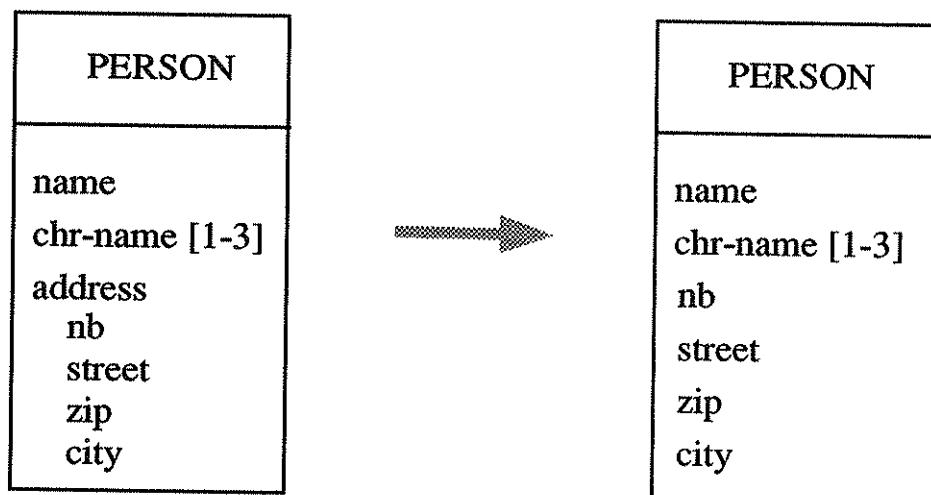 PERSON
name
chr-name [1-3]
address
nb
street
zip
city
PERSON
name
chr-name [1-3]
nb
street
zip
city